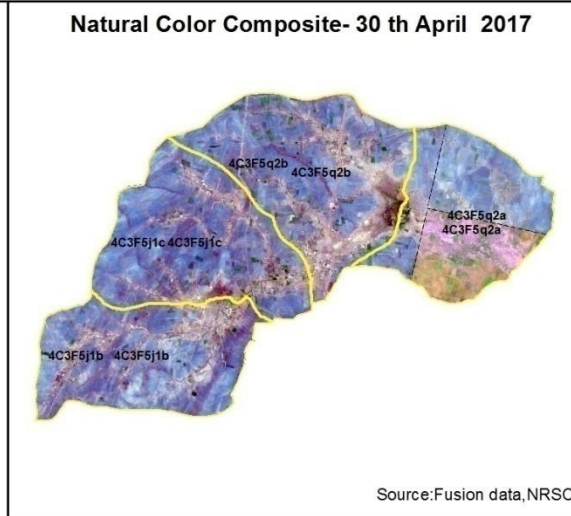 Natural Color Composite- 30 th April 2017
4C3F5q2b
4C3F5q2b
4C3F5q2a
4C3F5q2a
4C3F5j1c 4C3F5j1c
4C3F5j1b 4C3F5j1b
Source:Fusion data,NRSC